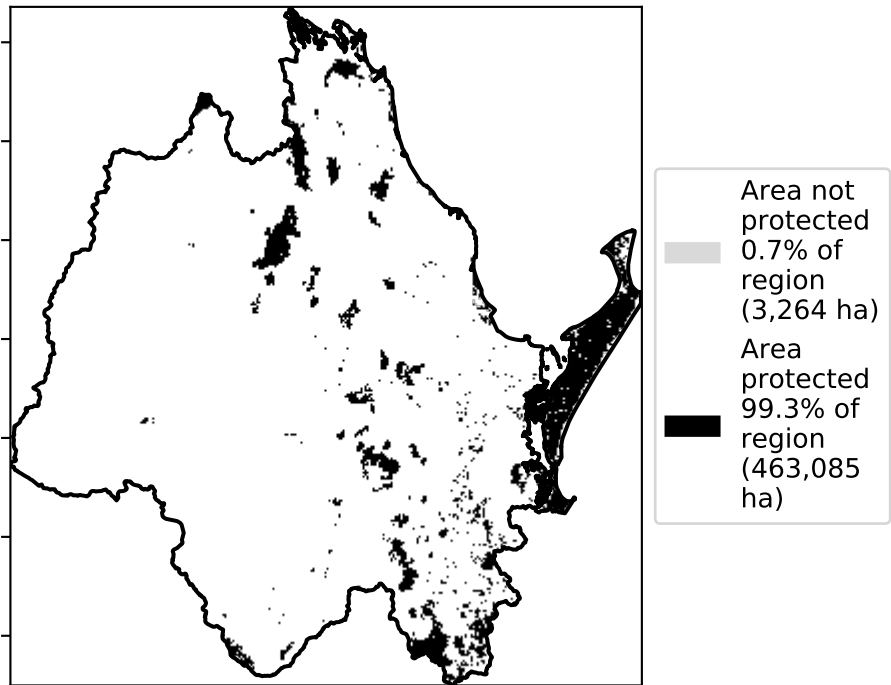 Area not
protected
0.7% of
region
(3,264 ha)
Area
protected
99.3% of
region
(463,085
ha)